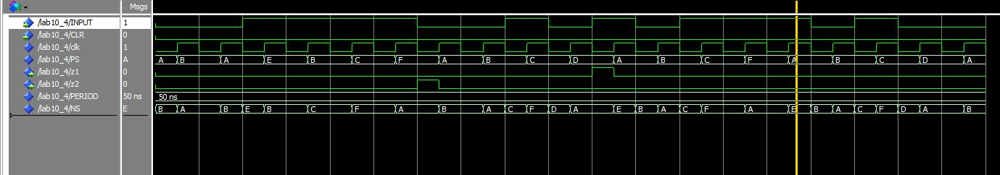 Msgs
/lab10_4/INPUT 1
/lab10_4/CLR 0
/lab10_4/clk 1
/lab10_4/PS A A B A E B C F A B C D A B C F A B C D A
/lab10_4/z1 0
/lab10_4/z2 0
/lab10_4/PERIOD 50 ns 50 ns
/lab10_4/NS E B A B E B C F A B A C F D A E B A C F A E B A C F D A B